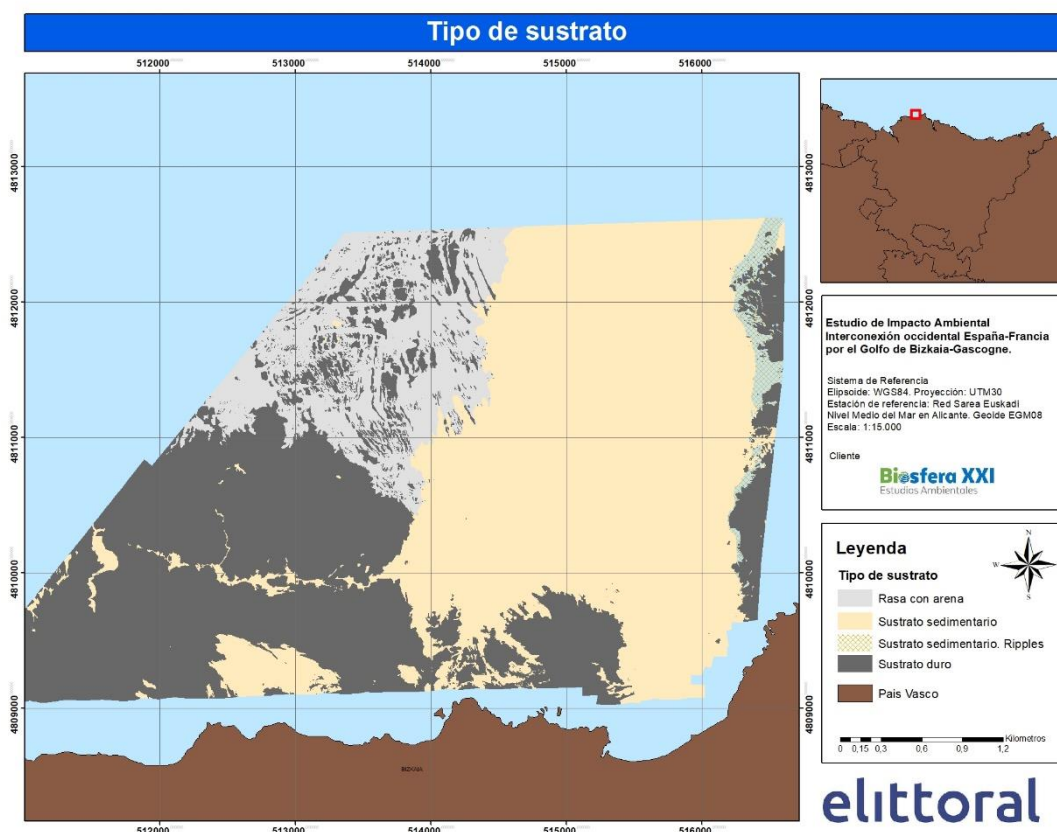 Tipo de sustrato
512000
513000
514000
515000
516000
4813000
4812000
4811000
4810000
4809000
4813000
4812000
4811000
4810000
4809000
BIZKAIA
512000
513000
514000
515000
516000
Estudio de Impacto Ambiental
Interconexión occidental España-Francia
por el Golfo de Bizkaia-Gascogne.
Sistema de Referencia
Elipsoide: WGS84. Proyección: UTM30
Estación de referencia: Red Sarea Euskadi
Nivel Medio del Mar en Alicante. Geoide EGM08
Escala: 1:15.000
Cliente
Biosfera XXI
Estudios Ambientales
Leyenda
N
W
E
S
Tipo de sustrato
Rasa con arena
Sustrato sedimentario
Sustrato sedimentario. Ripples
Sustrato duro
Pais Vasco
Kilometros
0 0,15 0,3 0,6 0,9 1,2
elittoral